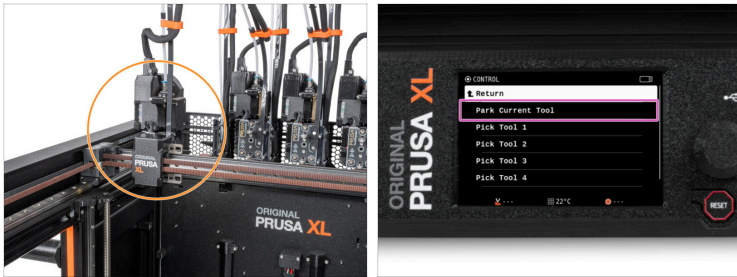 ORIGINAL
PRUSA
XL
ORIGINAL
PRUSA XL
ORIGINAL
PRUSA XL
CONTROL
Return
Park Current Tool
Pick Tool 1
Pick Tool 2
Pick Tool 3
Pick Tool 4
---
22°C
---
RESET